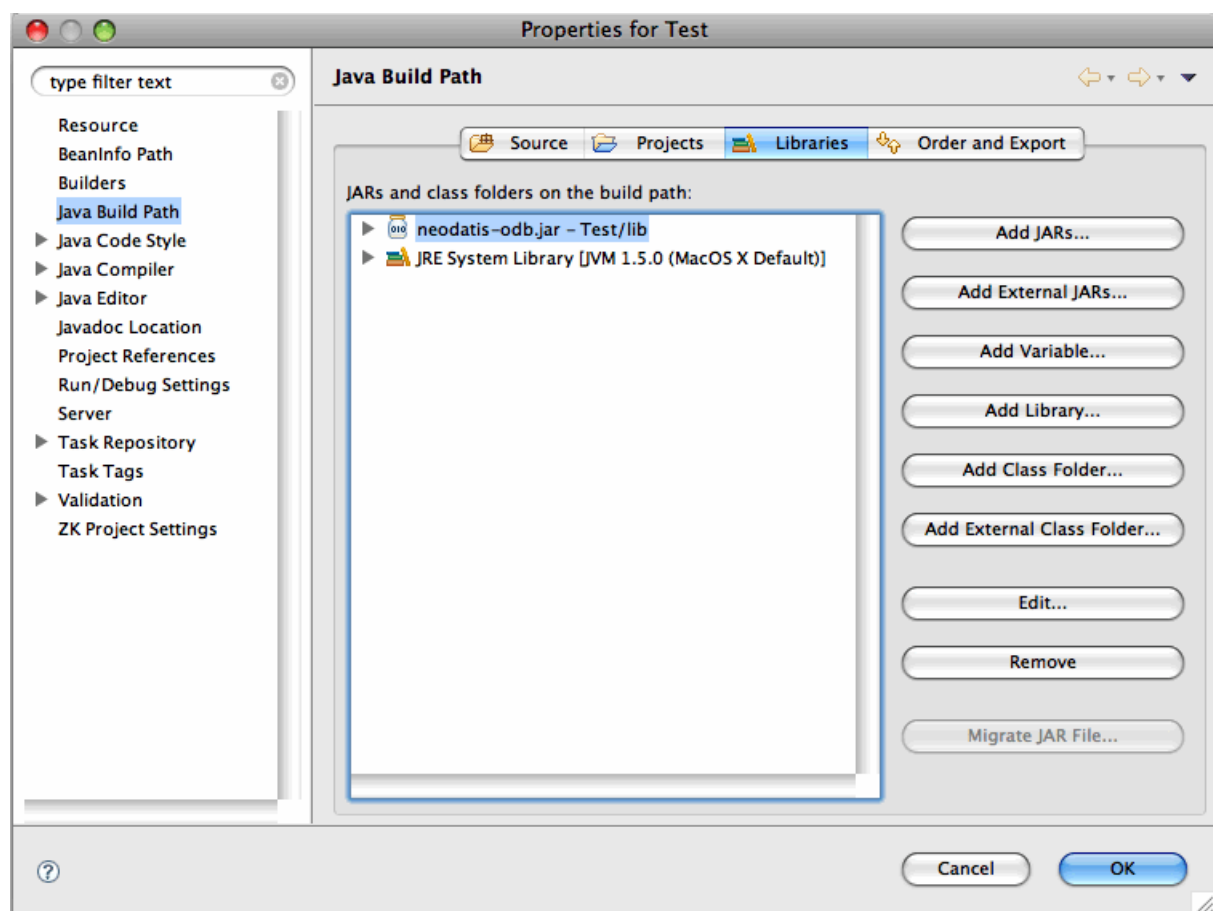 Properties for Test
type filter text
Resource
BeanInfo Path
Builders
Java Build Path
Java Code Style
Java Compiler
Java Editor
Javadoc Location
Project References
Run/Debug Settings
Server
Task Repository
Task Tags
Validation
ZK Project Settings
Java Build Path
Source Projects Libraries Order and Export
JARs and class folders on the build path:
neodatis-odb.jar – Test/lib
JRE System Library [JVM 1.5.0 (MacOS X Default)]
Add JARs...
Add External JARs...
Add Variable...
Add Library...
Add Class Folder...
Add External Class Folder...
Edit...
Remove
Migrate JAR File...
Cancel OK